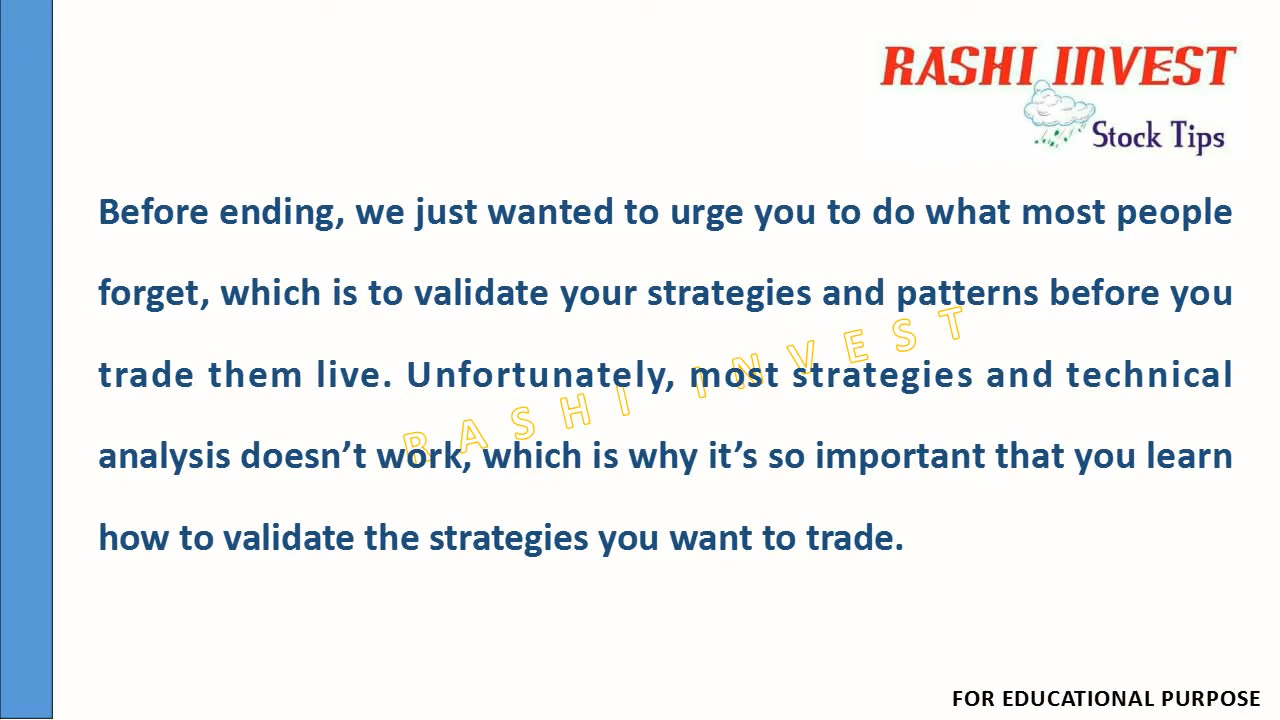 RASHI INVEST
Stock Tips
Before ending, we just wanted to urge you to do what most people
forget, which is to validate your strategies and patterns before you
trade them live. Unfortunately, most strategies and technical
analysis doesn’t work, which is why it’s so important that you learn
how to validate the strategies you want to trade.
RASHI INVEST
FOR EDUCATIONAL PURPOSE